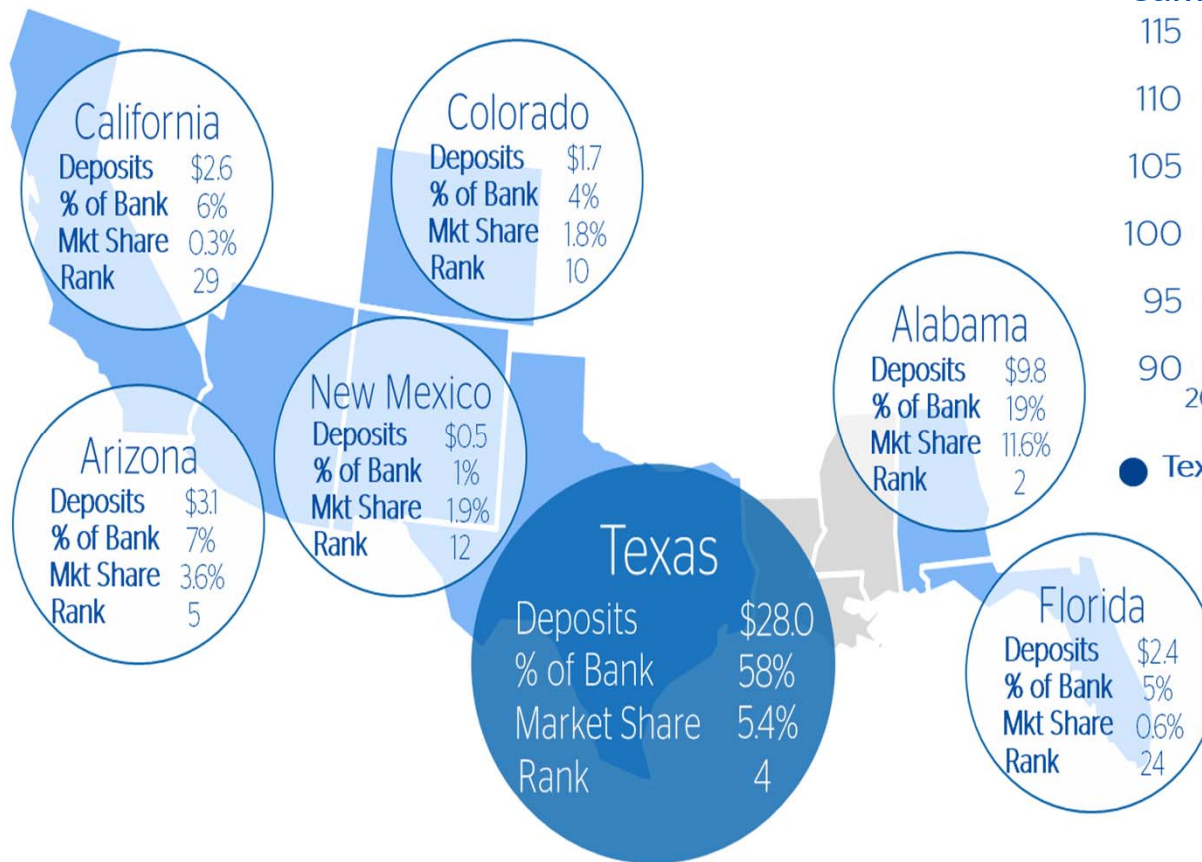 California
Deposits $2.6
% of Bank 6%
Mkt Share 0.3%
Rank 29
Colorado
Deposits $1.7
% of Bank 4%
Mkt Share 1.8%
Rank 10
Arizona
Deposits $3.1
% of Bank 7%
Mkt Share 3.6%
Rank 5
New Mexico
Deposits $0.5
% of Bank 1%
Mkt Share 1.9%
Rank 12
Texas
Deposits $28.0
% of Bank 58%
Market Share 5.4%
Rank 4
Alabama
Deposits $9.8
% of Bank 19%
Mkt Share 11.6%
Rank 2
Florida
Deposits $2.4
% of Bank 5%
Mkt Share 0.6%
Rank 24
115
110
105
100
95
90
Tex